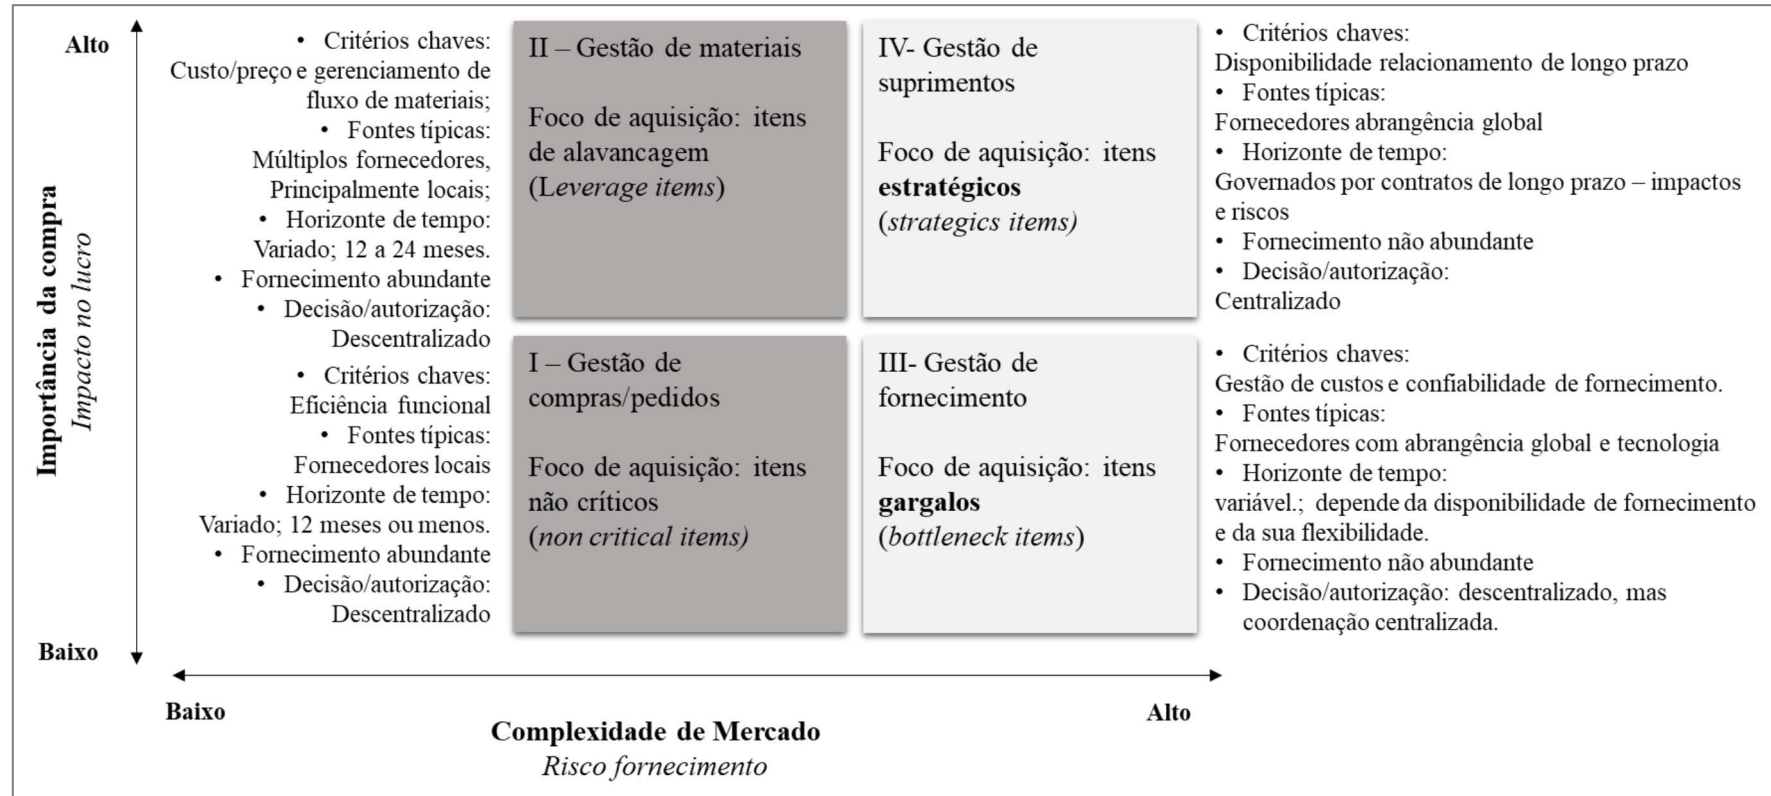 Alto
Importância da compra
Impacto no lucro
Baixo
• Critérios chaves:
Custo/preço e gerenciamento de
fluxo de materiais;
• Fontes típicas:
Múltiplos fornecedores,
Principalmente locais;
• Horizonte de tempo:
Variado; 12 a 24 meses.
• Fornecimento abundante
• Decisão/autorização:
Descentralizado
II – Gestão de materiais
Foco de aquisição: itens
de alavancagem
(Leverage items)
IV- Gestão de
suprimentos
Foco de aquisição: itens
estratégicos
(strategics items)
• Critérios chaves:
Disponibilidade relacionamento de longo prazo
• Fontes típicas:
Fornecedores abrangência global
• Horizonte de tempo:
Governados por contratos de longo prazo – impactos
e riscos
• Fornecimento não abundante
• Decisão/autorização:
Centralizado
• Critérios chaves:
Eficiência funcional
• Fontes típicas:
Fornecedores locais
• Horizonte de tempo:
Variado; 12 meses ou menos.
• Fornecimento abundante
• Decisão/autorização:
Descentralizado
I – Gestão de
compras/pedidos
Foco de aquisição: itens
não críticos
(non critical items)
III- Gestão de
fornecimento
Foco de aquisição: itens
gargalos
(bottleneck items)
• Critérios chaves:
Gestão de custos e confiabilidade de fornecimento.
• Fontes típicas:
Fornecedores com abrangência global e tecnologia
• Horizonte de tempo:
variável.; depende da disponibilidade de fornecimento
e da sua flexibilidade.
• Fornecimento não abundante
• Decisão/autorização: descentralizado, mas
coordenação centralizada.
Baixo
Alto
Complexidade de Mercado
Risco fornecimento